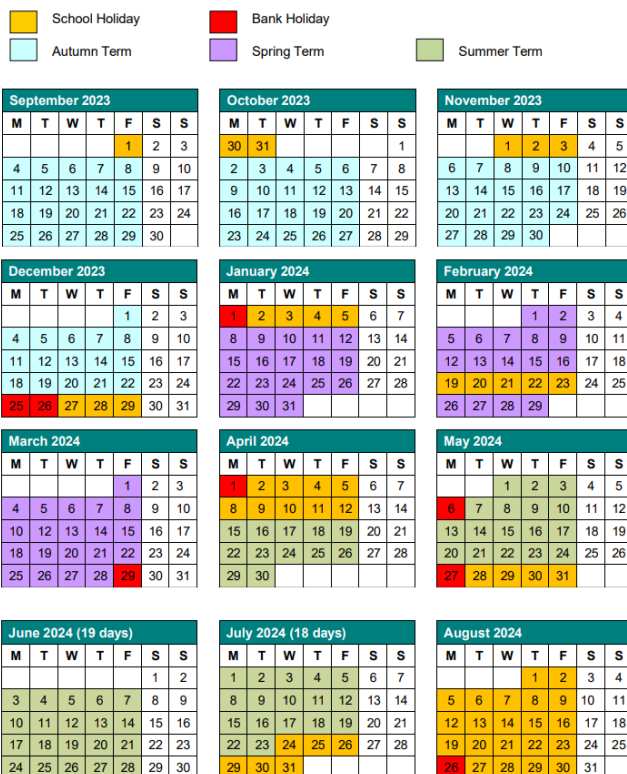 School Holiday
Bank Holiday
Autumn Term
Spring Term
Summer Term
September 2023
M T W T F S S
1 2 3
4 5 6 7 8 9 10
11 12 13 14 15 16 17
18 19 20 21 22 23 24
25 26 27 28 29 30
October 2023
M T W T F S S
30 31 1
2 3 4 5 6 7 8
9 10 11 12 13 14 15
16 17 18 19 20 21 22
23 24 25 26 27 28 29
November 2023
M T W T F S S
1 2 3 4 5
6 7 8 9 10 11 12
13 14 15 16 17 18 19
20 21 22 23 24 25 26
27 28 29 30
December 2023
M T W T F S S
1 2 3
4 5 6 7 8 9 10
11 12 13 14 15 16 17
18 19 20 21 22 23 24
25 26 27 28 29 30 31
January 2024
M T W T F S S
1 2 3 4 5 6 7
8 9 10 11 12 13 14
15 16 17 18 19 20 21
22 23 24 25 26 27 28
29 30 31
February 2024
M T W T F S S
1 2 3 4
5 6 7 8 9 10 11
12 13 14 15 16 17 18
19 20 21 22 23 24 25
26 27 28 29
March 2024
M T W T F S S
1 2 3
4 5 6 7 8 9 10
10 12 13 14 15 16 17
18 19 20 21 22 23 24
25 26 27 28 29 30 31
April 2024
M T W T F S S
1 2 3 4 5 6 7
8 9 10 11 12 13 14
15 16 17 18 19 20 21
22 23 24 25 26 27 28
29 30
May 2024
M T W T F S S
1 2 3 4 5
6 7 8 9 10 11 12
13 14 15 16 17 18 19
20 21 22 23 24 25 26
27 28 29 30 31
June 2024 (19 days)
M T W T F S S
1 2
3 4 5 6 7 8 9
10 11 12 13 14 15 16
17 18 19 20 21 22 23
24 25 26 27 28 29 30
July 2024 (18 days)
M T W T F S S
1 2 3 4 5 6 7
8 9 10 11 12 13 14
15 16 17 18 19 20 21
22 23 24 25 26 27 28
29 30 31
August 2024
M T W T F S S
1 2 3 4
5 6 7 8 9 10 11
12 13 14 15 16 17 18
19 20 21 22 23 24 25
26 27 28 29 30 31